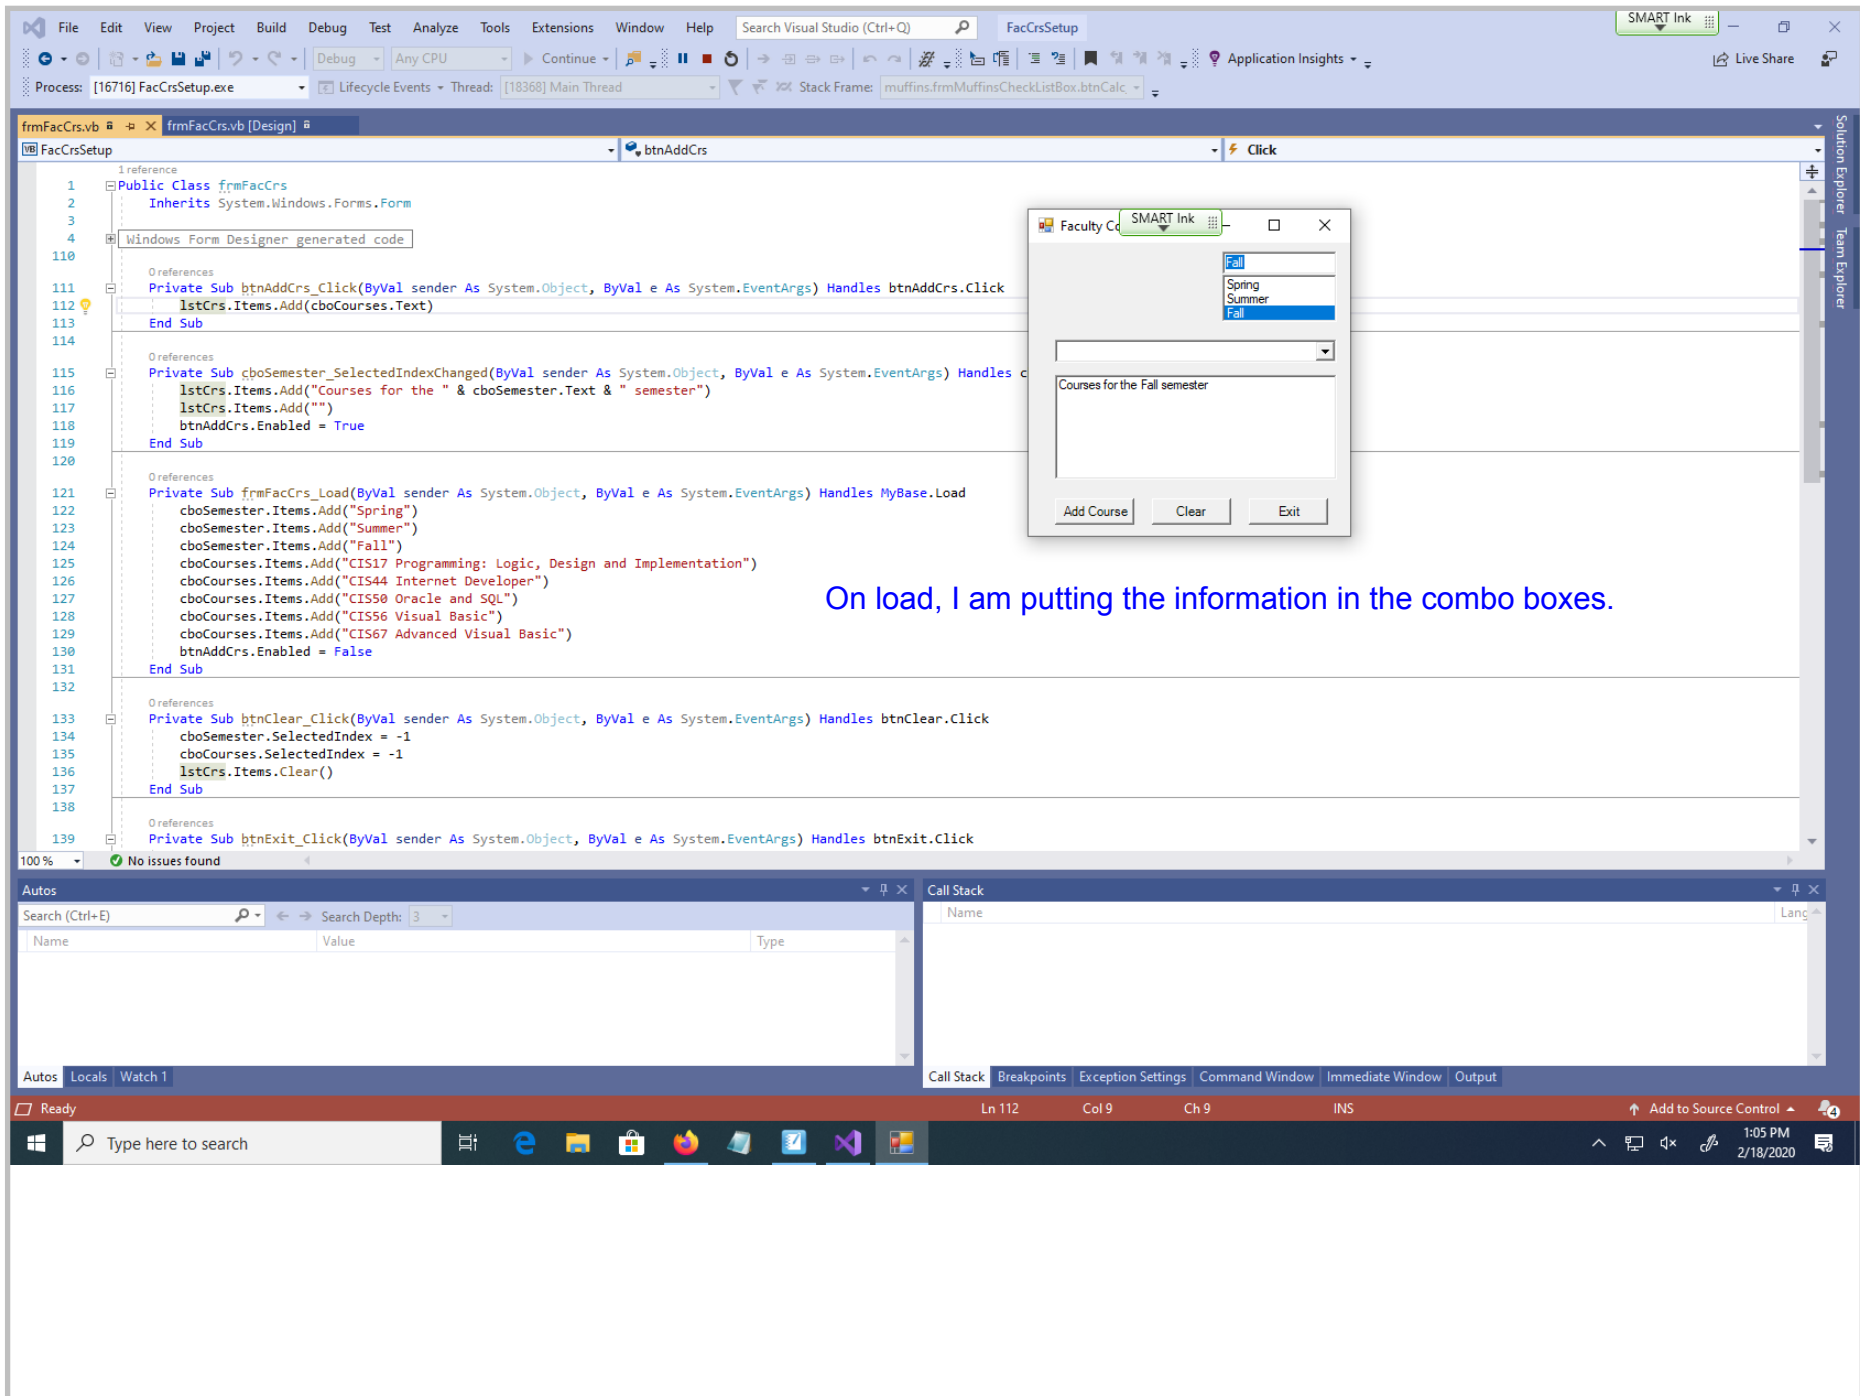 File Edit View Project Build Debug Test Analyze Tools Extensions Window Help Search Visual Studio (Ctrl+Q) FacCrsSetup SMART Ink
Debug Any CPU Continue Application Insights Live Share
Process: [16716] FacCrsSetup.exe Lifecycle Events Thread: [18368] Main Thread Stack Frame: muffins.frmMuffinsCheckListBox.btnCalc
frmFacCrs.vb frmFacCrs.vb [Design]
VB FacCrsSetup btnAddCrs Click
Solution Explorer Team Explorer
1 reference
1 Public Class frmFacCrs
2 Inherits System.Windows.Forms.Form
3
4 Windows Form Designer generated code
110
0 references
111 Private Sub btnAddCrs_Click(ByVal sender As System.Object, ByVal e As System.EventArgs) Handles btnAddCrs.Click
112 lstCrs.Items.Add(cboCourses.Text)
113 End Sub
114
0 references
115 Private Sub cboSemester_SelectedIndexChanged(ByVal sender As System.Object, ByVal e As System.EventArgs) Handles c
116 lstCrs.Items.Add("Courses for the " & cboSemester.Text & " semester")
117 lstCrs.Items.Add("")
118 btnAddCrs.Enabled = True
119 End Sub
120
0 references
121 Private Sub frmFacCrs_Load(ByVal sender As System.Object, ByVal e As System.EventArgs) Handles MyBase.Load
122 cboSemester.Items.Add("Spring")
123 cboSemester.Items.Add("Summer")
124 cboSemester.Items.Add("Fall")
125 cboCourses.Items.Add("CIS17 Programming: Logic, Design and Implementation")
126 cboCourses.Items.Add("CIS44 Internet Developer")
127 cboCourses.Items.Add("CIS50 Oracle and SQL")
128 cboCourses.Items.Add("CIS56 Visual Basic")
129 cboCourses.Items.Add("CIS67 Advanced Visual Basic")
130 btnAddCrs.Enabled = False
131 End Sub
132
0 references
133 Private Sub btnClear_Click(ByVal sender As System.Object, ByVal e As System.EventArgs) Handles btnClear.Click
134 cboSemester.SelectedIndex = -1
135 cboCourses.SelectedIndex = -1
136 lstCrs.Items.Clear()
137 End Sub
138
0 references
139 Private Sub btnExit_Click(ByVal sender As System.Object, ByVal e As System.EventArgs) Handles btnExit.Click
Faculty Co SMART Ink
Fall
Spring
Summer
Fall
Courses for the Fall semester
Add Course Clear Exit
On load, I am putting the information in the combo boxes.
100 % No issues found
Autos
Search (Ctrl+E) Search Depth: 3
Name Value Type
Autos Locals Watch 1
Call Stack
Name Lang
Call Stack Breakpoints Exception Settings Command Window Immediate Window Output
Ready Ln 112 Col 9 Ch 9 INS Add to Source Control 4
Type here to search 1:05 PM
2/18/2020